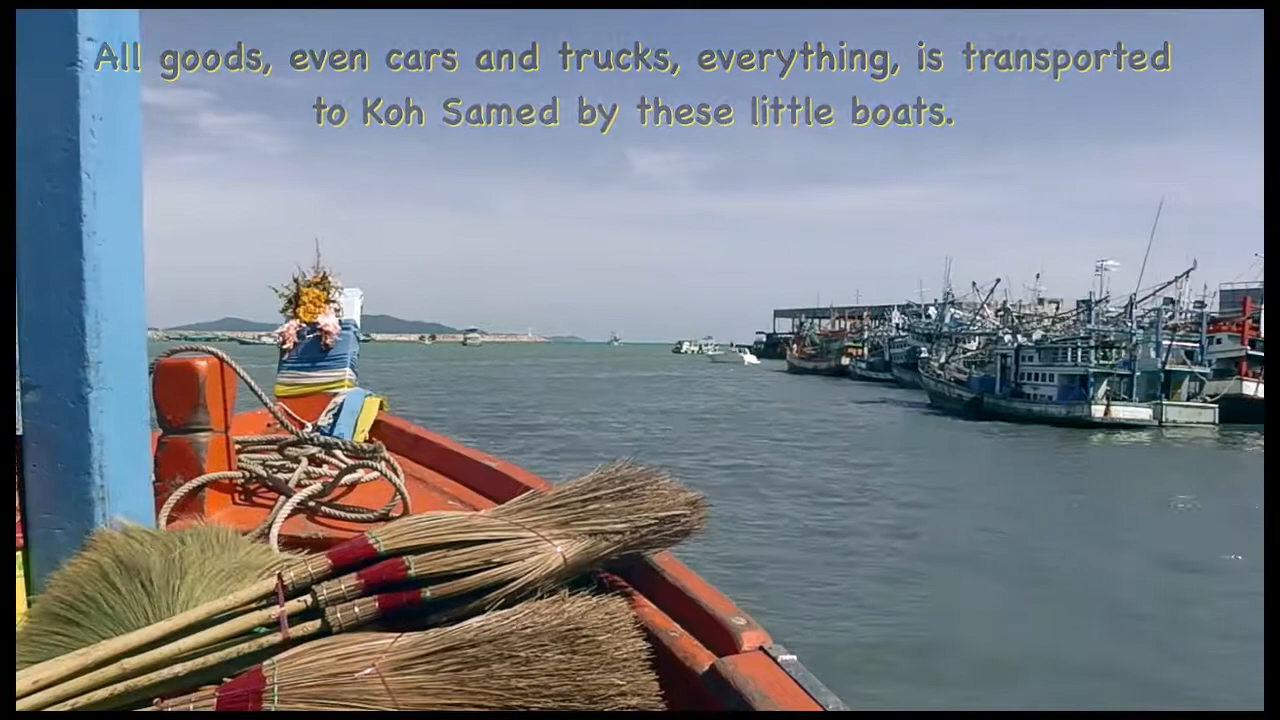 All goods, even cars and trucks, everything, is transported
to Koh Samed by these little boats.